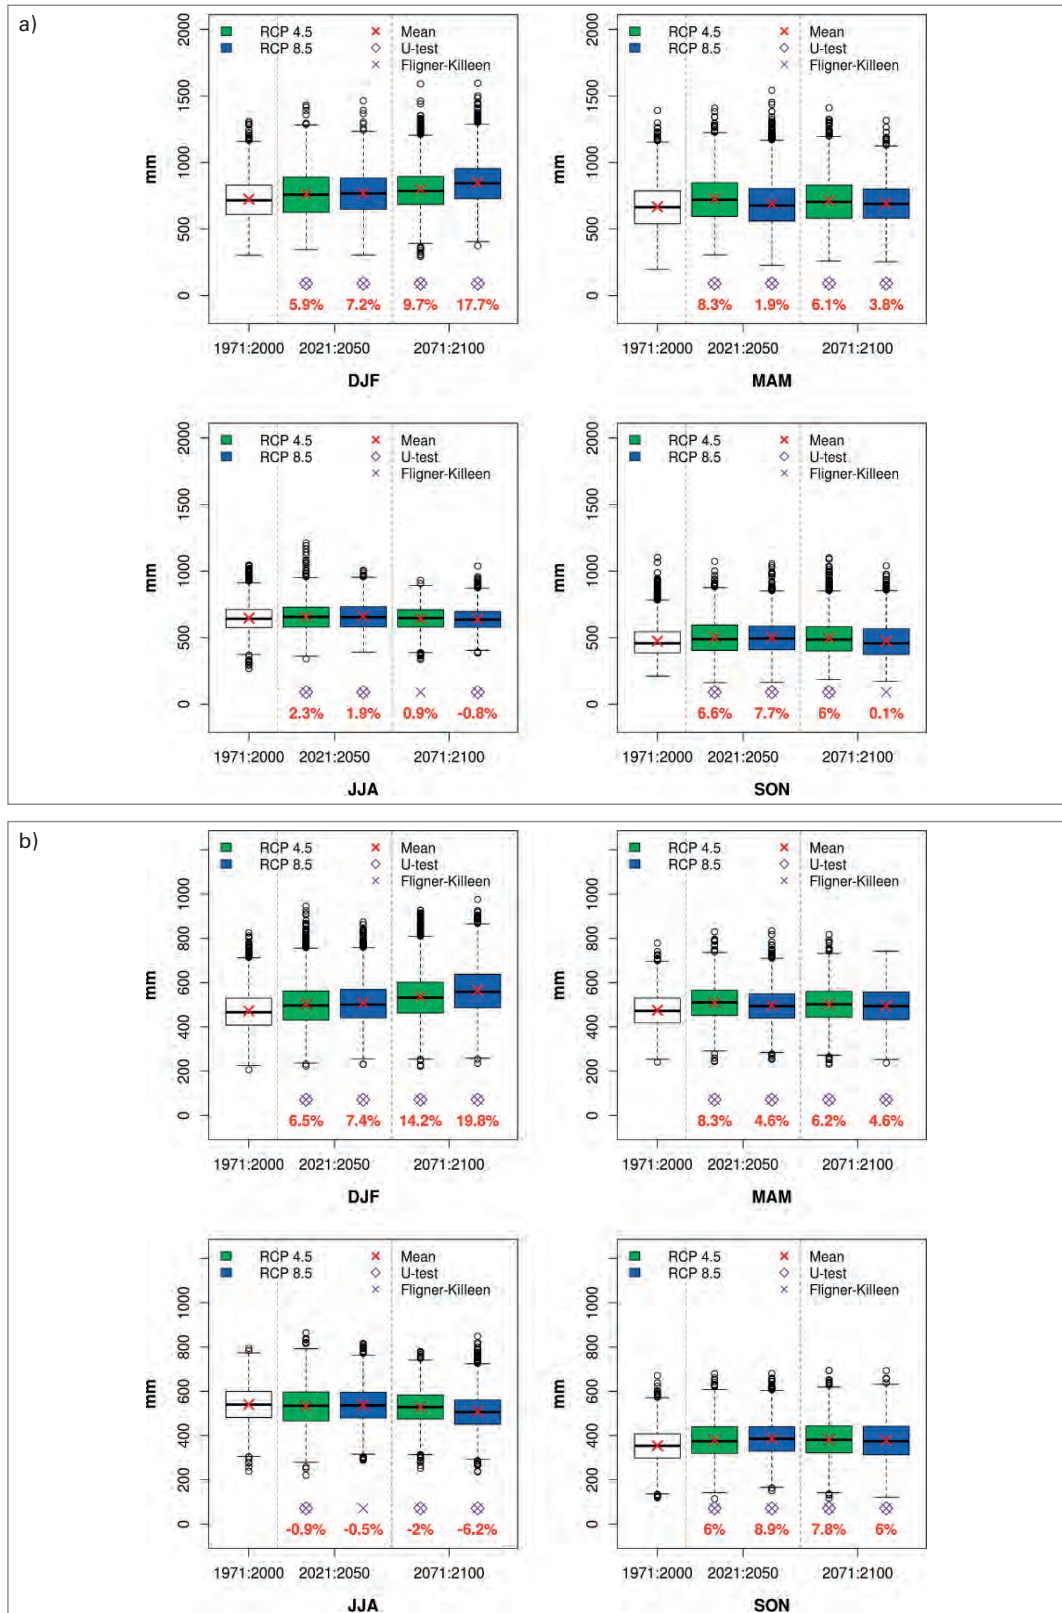 a)
RCP 4.5
RCP 8.5
Mean
U-test
Fligner-Killeen
mm
0
500
1000
1500
2000
5.9%
7.2%
9.7%
17.7%
1971:2000
2021:2050
2071:2100
DJF
RCP 4.5
RCP 8.5
Mean
U-test
Fligner-Killeen
mm
0
500
1000
1500
2000
8.3%
1.9%
6.1%
3.8%
1971:2000
2021:2050
2071:2100
MAM
RCP 4.5
RCP 8.5
Mean
U-test
Fligner-Killeen
mm
0
500
1000
1500
2000
2.3%
1.9%
0.9%
-0.8%
1971:2000
2021:2050
2071:2100
JJA
RCP 4.5
RCP 8.5
Mean
U-test
Fligner-Killeen
mm
0
500
1000
1500
2000
6.6%
7.7%
6%
0.1%
1971:2000
2021:2050
2071:2100
SON
b)
RCP 4.5
RCP 8.5
Mean
U-test
Fligner-Killeen
mm
0
200
400
600
800
1000
6.5%
7.4%
14.2%
19.8%
1971:2000
2021:2050
2071:2100
DJF
RCP 4.5
RCP 8.5
Mean
U-test
Fligner-Killeen
mm
0
200
400
600
800
1000
8.3%
4.6%
6.2%
4.6%
1971:2000
2021:2050
2071:2100
MAM
RCP 4.5
RCP 8.5
Mean
U-test
Fligner-Killeen
mm
0
200
400
600
800
1000
-0.9%
-0.5%
-2%
-6.2%
1971:2000
2021:2050
2071:2100
JJA
RCP 4.5
RCP 8.5
Mean
U-test
Fligner-Killeen
mm
0
200
400
600
800
1000
6%
8.9%
7.8%
6%
1971:2000
2021:2050
2071:2100
SON